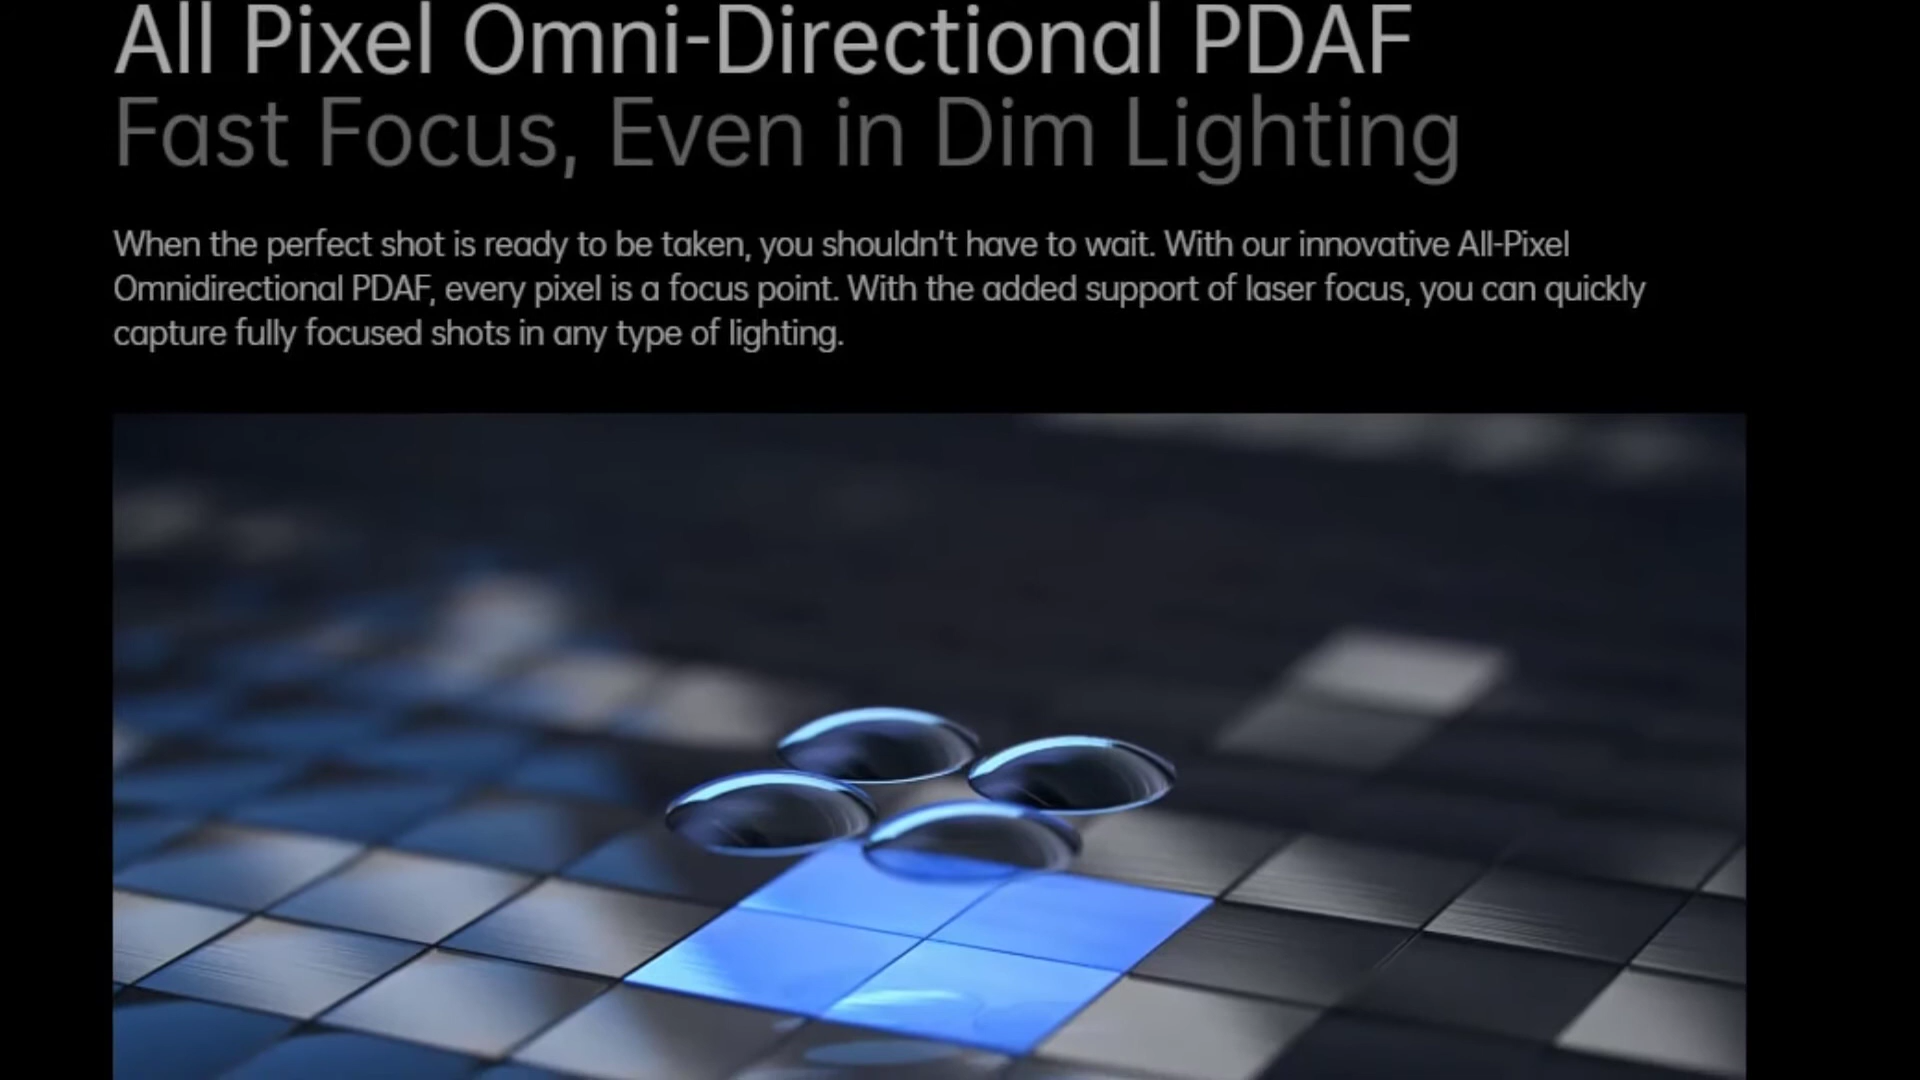 All Pixel Omni-Directional PDAF
Fast Focus, Even in Dim Lighting
When the perfect shot is ready to be taken, you shouldn't have to wait. With our innovative All-Pixel
Omnidirectional PDAF, every pixel is a focus point. With the added support of laser focus, you can quickly
capture fully focused shots in any type of lighting.